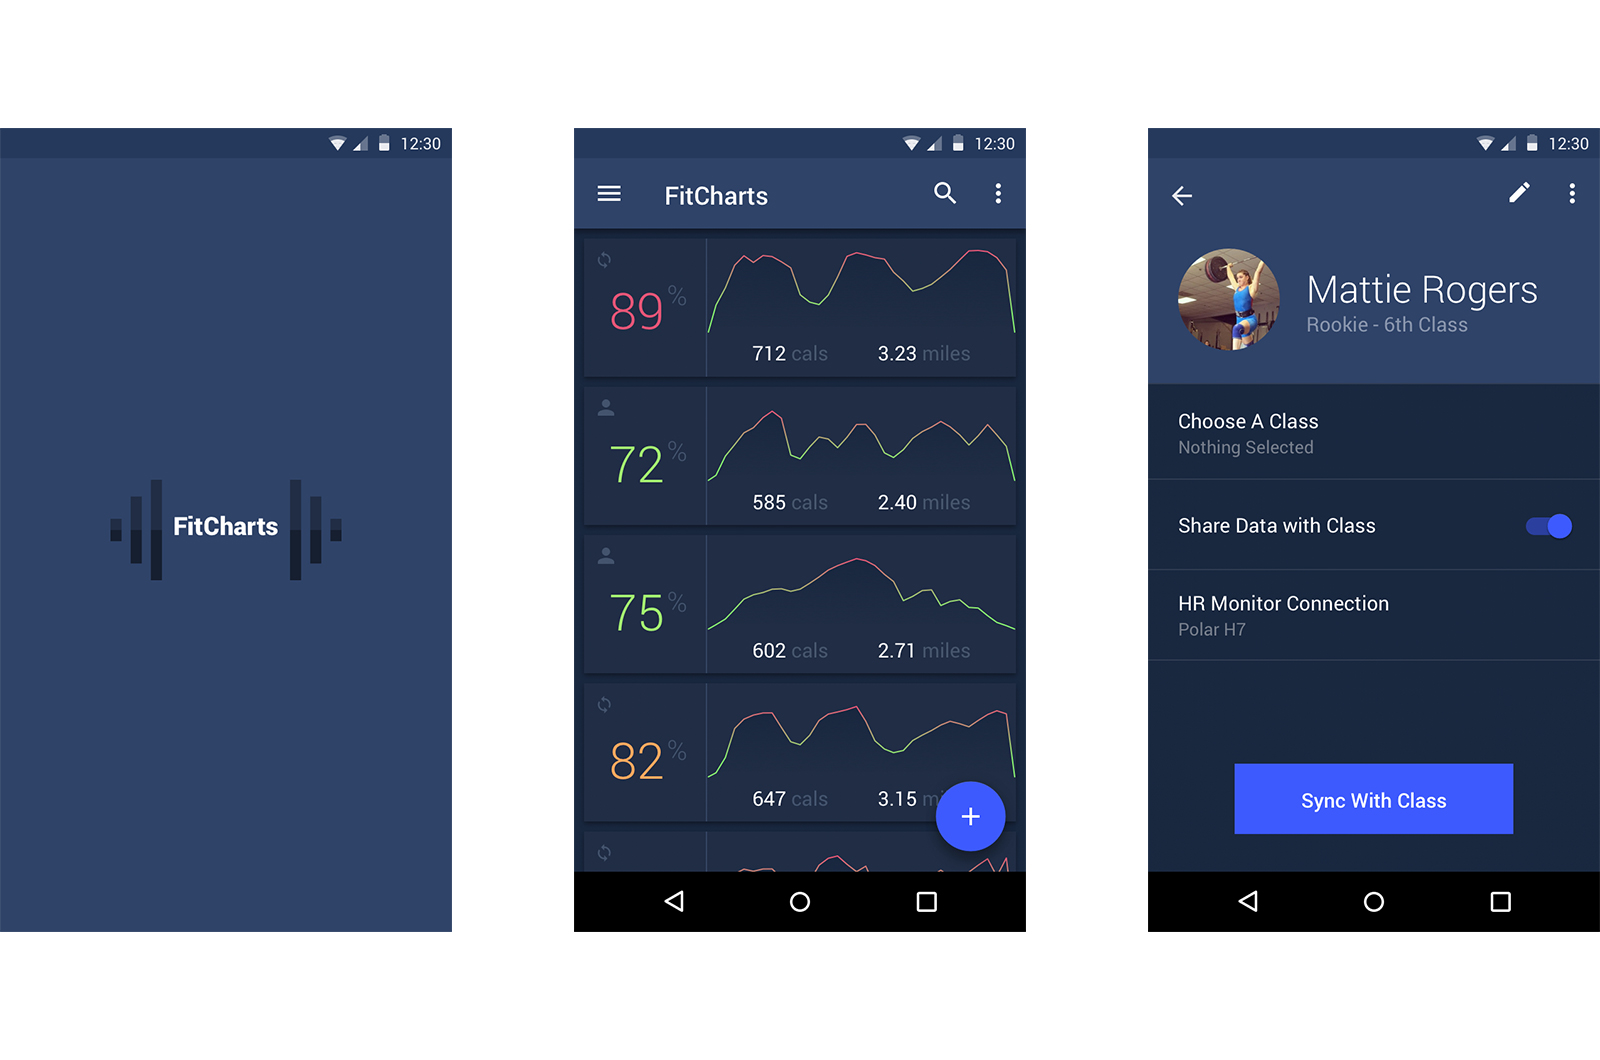 12:30
FitCharts
12:30
FitCharts
89%
712 cals 3.23 miles
72%
585 cals 2.40 miles
75%
602 cals 2.71 miles
82%
647 cals 3.15 mi
12:30
Mattie Rogers
Rookie - 6th Class
Choose A Class
Nothing Selected
Share Data with Class
HR Monitor Connection
Polar H7
Sync With Class